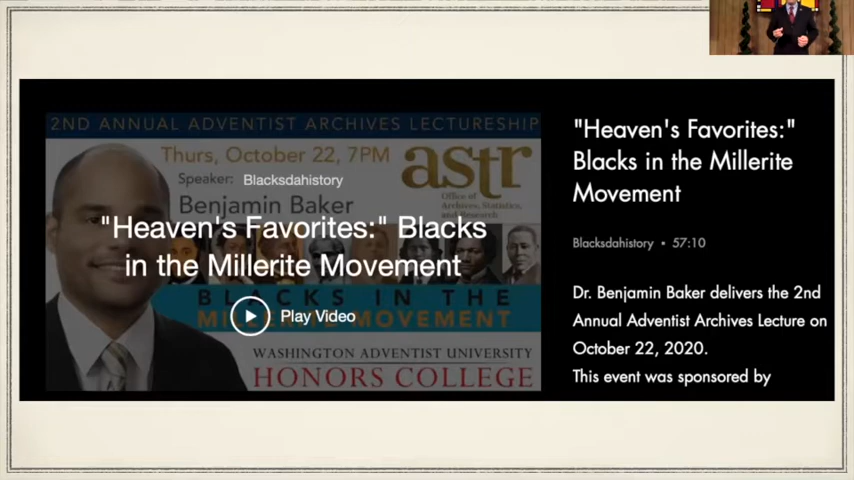 2ND ANNUAL ADVENTIST ARCHIVES LECTURESHIP
Thurs, October 22, 7PM
astr
Office of
Archives, Statistics,
and Research
Speaker:
Blacksdahistory
Benjamin Baker
"Heaven's Favorites:" Blacks
in the Millerite Movement
BLACKS IN THE
MILLERITE MOVEMENT
Play Video
WASHINGTON ADVENTIST UNIVERSITY
HONORS COLLEGE
"Heaven's Favorites:"
Blacks in the Millerite
Movement
Blacksdahistory • 57:10
Dr. Benjamin Baker delivers the 2nd
Annual Adventist Archives Lecture on
October 22, 2020.
This event was sponsored by